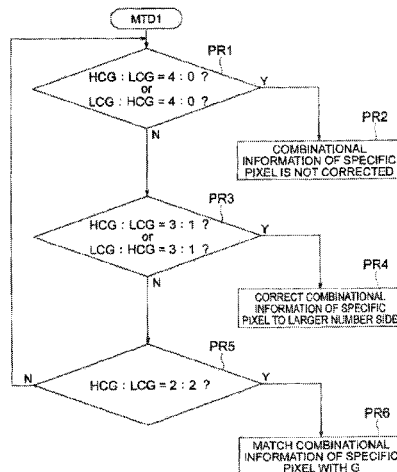 MTD1
PR1
HCG : LCG = 4 : 0 ?
or
LCG : HCG = 4 : 0 ?
Y
N
PR2
COMBINATIONAL
INFORMATION OF SPECIFIC
PIXEL IS NOT CORRECTED
PR3
HCG : LCG = 3 : 1 ?
or
LCG : HCG = 3 : 1 ?
Y
N
PR4
CORRECT COMBINATIONAL
INFORMATION OF SPECIFIC
PIXEL TO LARGER NUMBER SIDE
PR5
N
HCG : LCG = 2 : 2 ?
Y
PR6
MATCH COMBINATIONAL
INFORMATION OF SPECIFIC
PIXEL WITH G